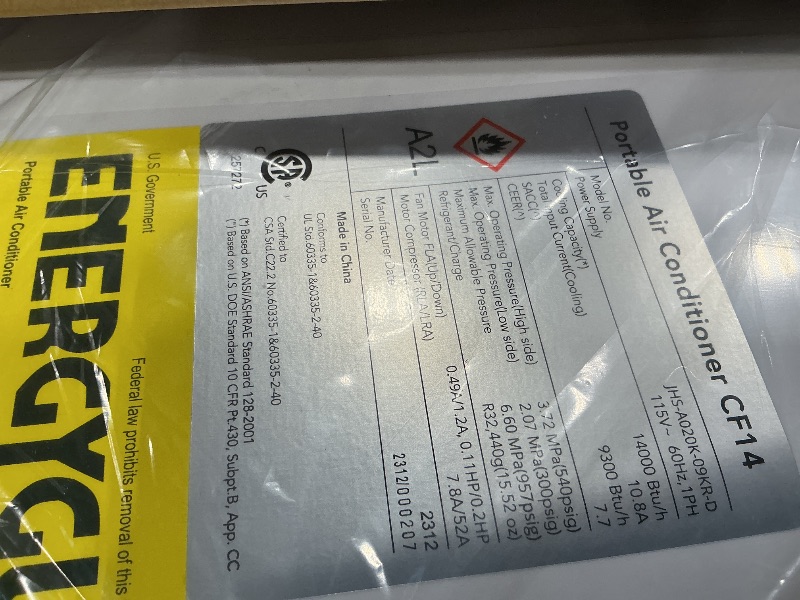 Portable Air Conditioner CF14
Model No. JHS-A020K-09KR-D
Power Supply 115V~ 60Hz,1PH
Cooling Capacity(*) 14000 Btu/h
Total Input Current(Cooling) 10.8A
SACC(^) 9300 Btu/h
CEER(^) 7.7
Max. Operating Pressure(High side) 3.72 MPa(540psig)
Max. Operating Pressure(Low side) 2.07 MPa(300psig)
Maximum Allowable Pressure 6.60 MPa(957psig)
Refrigerant/Charge R32,440g(15.52 oz)
A2L
Fan Motor FLA(Up/Down) 0.49A/1.2A, 0.11HP/0.2HP
Motor Compressor (RLA/LRA) 7.8A/52A
Manufacturer Date 2312
Serial No. 2312000207
Made in China
Conforms to
UL Std.60335-1&60335-2-40
Certified to
CSA Std.C22.2 No.60335-1&60335-2-40
SA®
C US
(*) Based on ANSI/ASHRAE Standard 128-2001
(^) Based on U.S. DOE Standard 10 CFR Pt.430, Subpt.B, App. CC
U.S. Government
Federal law prohibits removal of this
ENERGYGU
Portable Air Conditioner